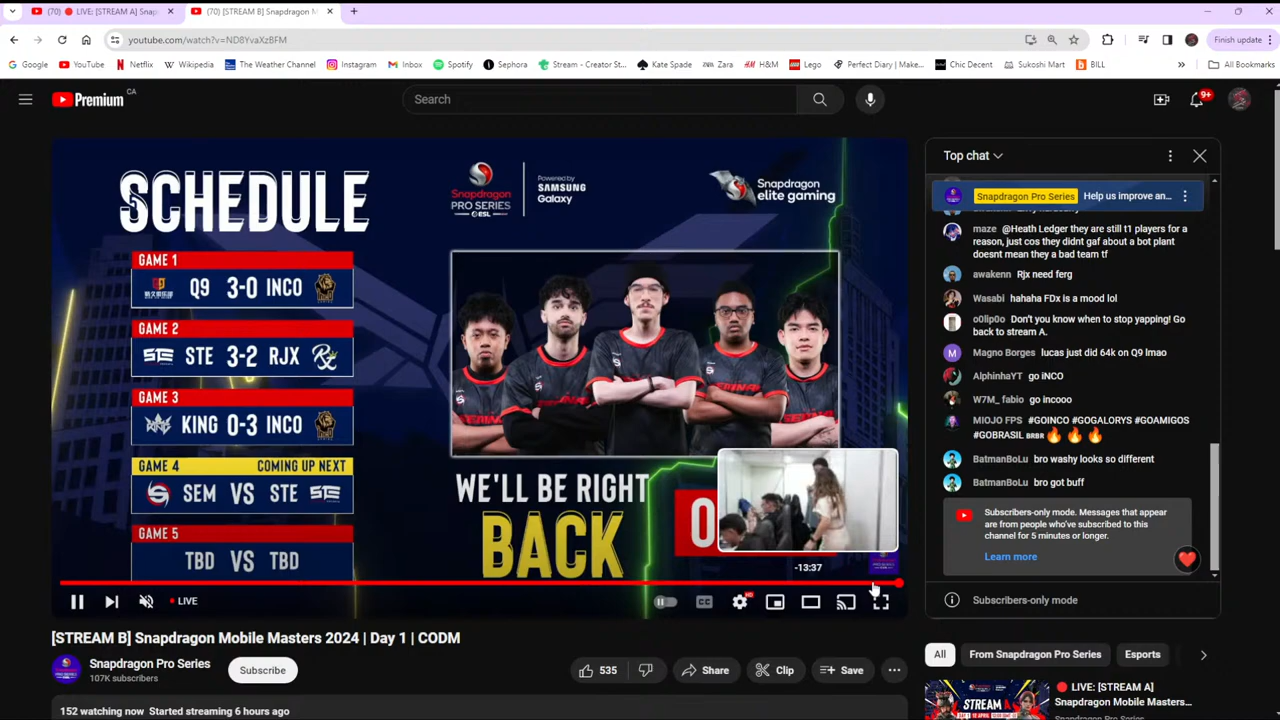 (70) 🔴 LIVE: [STREAM A] Snap
(70) [STREAM B] Snapdragon M
youtube.com/watch?v=ND8YvaXzBFM
Finish update
Google
YouTube
Netflix
Wikipedia
The Weather Channel
Instagram
Inbox
Spotify
Sephora
Stream - Creator St...
Kate Spade
Zara
H&M
Lego
Perfect Diary | Make...
Chic Decent
Sukoshi Mart
BILL
All Bookmarks
Premium CA
Search
9+
SCHEDULE
Snapdragon
PRO SERIES
Powered by
SAMSUNG
Galaxy
Snapdragon
elite gaming
GAME 1
Q9 3-0 INCO
GAME 2
STE 3-2 RJX
GAME 3
KING 0-3 INCO
GAME 4 COMING UP NEXT
SEM VS STE
GAME 5
TBD VS TBD
WE'LL BE RIGHT
BACK
0
-13:37
LIVE
HD
Top chat
Snapdragon Pro Series Help us improve an...
maze @Heath Ledger they are still t1 players for a
reason, just cos they didnt gaf about a bot plant
doesnt mean they a bad team tf
awakenn Rjx need ferg
Wasabi hahaha FDx is a mood lol
o0lip0o Don't you know when to stop yapping! Go
back to stream A.
Magno Borges lucas just did 64k on Q9 lmao
AlphinhaYT go iNCO
W7M_ fabio go incooo
MIOJO FPS #GOINCO #GOGALORYS #GOAMIGOS
#GOBRASIL BRBR🔥🔥🔥
BatmanBoLu bro washy looks so different
BatmanBoLu bro got buff
Subscribers-only mode. Messages that appear
are from people who've subscribed to this
channel for 5 minutes or longer.
Learn more
Subscribers-only mode
[STREAM B] Snapdragon Mobile Masters 2024 | Day 1 | CODM
Snapdragon Pro Series
107K subscribers
Subscribe
535
Share
Clip
Save
152 watching now Started streaming 6 hours ago
All
From Snapdragon Pro Series
Esports
🔴 LIVE: [STREAM A]
Snapdragon Mobile Masters...
Snapdragon Pro Series
STREAM A